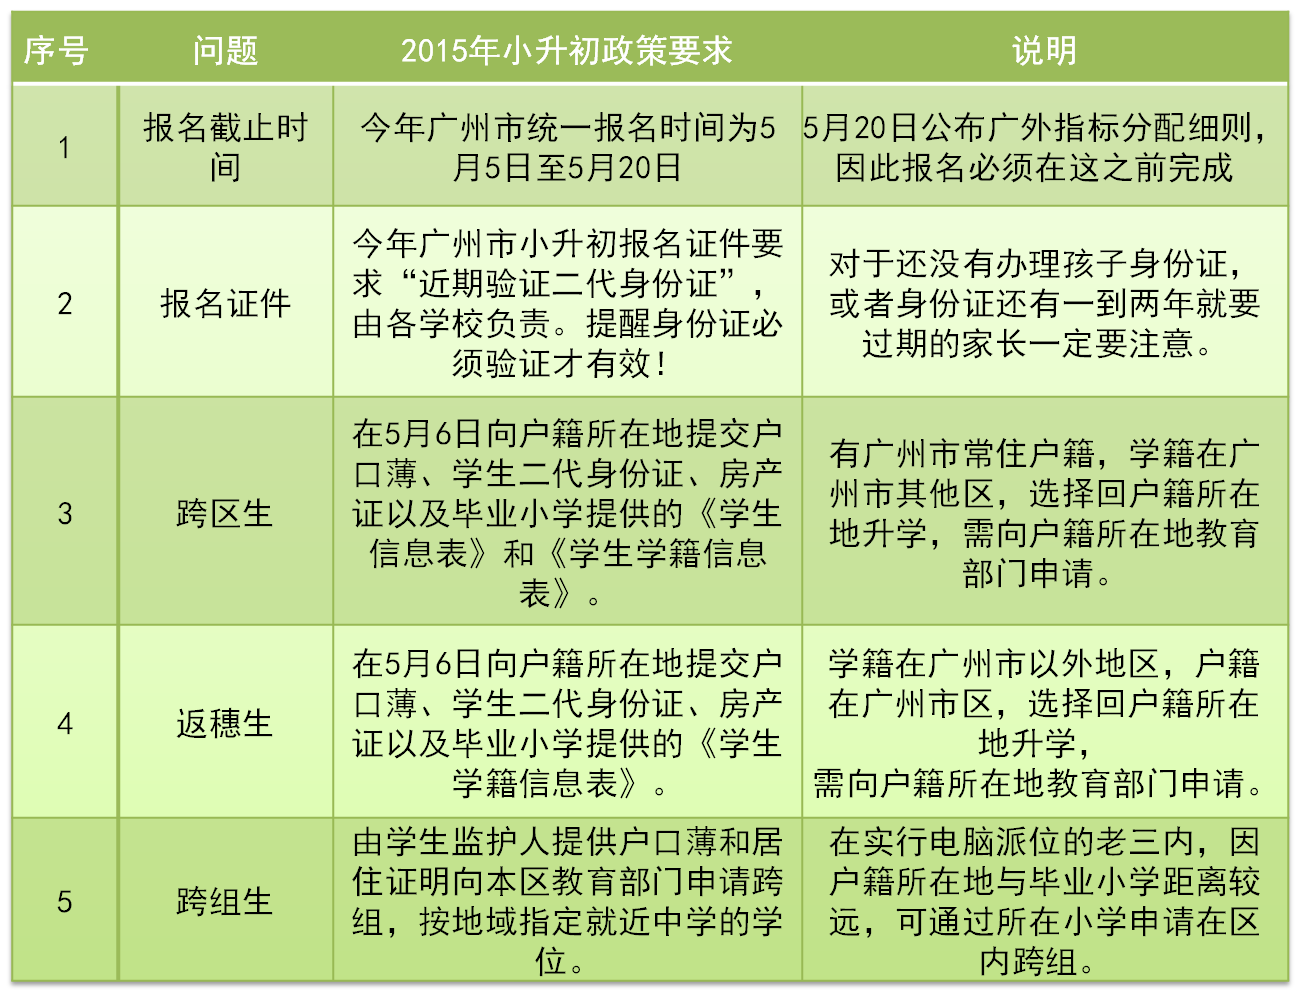 序号 问题 2015年小升初政策要求 说明
1
报名截止时
间
今年广州市统一报名时间为5
月5日至5月20日
5月20日公布广外指标分配细则，
因此报名必须在这之前完成
2
报名证件
今年广州市小升初报名证件要
求“近期验证二代身份证”，
由各学校负责。提醒身份证必
须验证才有效！
对于还没有办理孩子身份证，
或者身份证还有一到两年就要
过期的家长一定要注意。
3
跨区生
在5月6日向户籍所在地提交户
口薄、学生二代身份证、房产
证以及毕业小学提供的《学生
信息表》和《学生学籍信息
表》。
有广州市常住户籍，学籍在广
州市其他区，选择回户籍所在
地升学，需向户籍所在地教育
部门申请。
4
返穗生
在5月6日向户籍所在地提交户
口薄、学生二代身份证、房产
证以及毕业小学提供的《学生
学籍信息表》。
学籍在广州市以外地区，户籍
在广州市区，选择回户籍所在
地升学，
需向户籍所在地教育部门申请。
5
跨组生
由学生监护人提供户口薄和居
住证明向本区教育部门申请跨
组，按地域指定就近中学的学
位。
在实行电脑派位的老三内，因
户籍所在地与毕业小学距离较
远，可通过所在小学申请在区
内跨组。